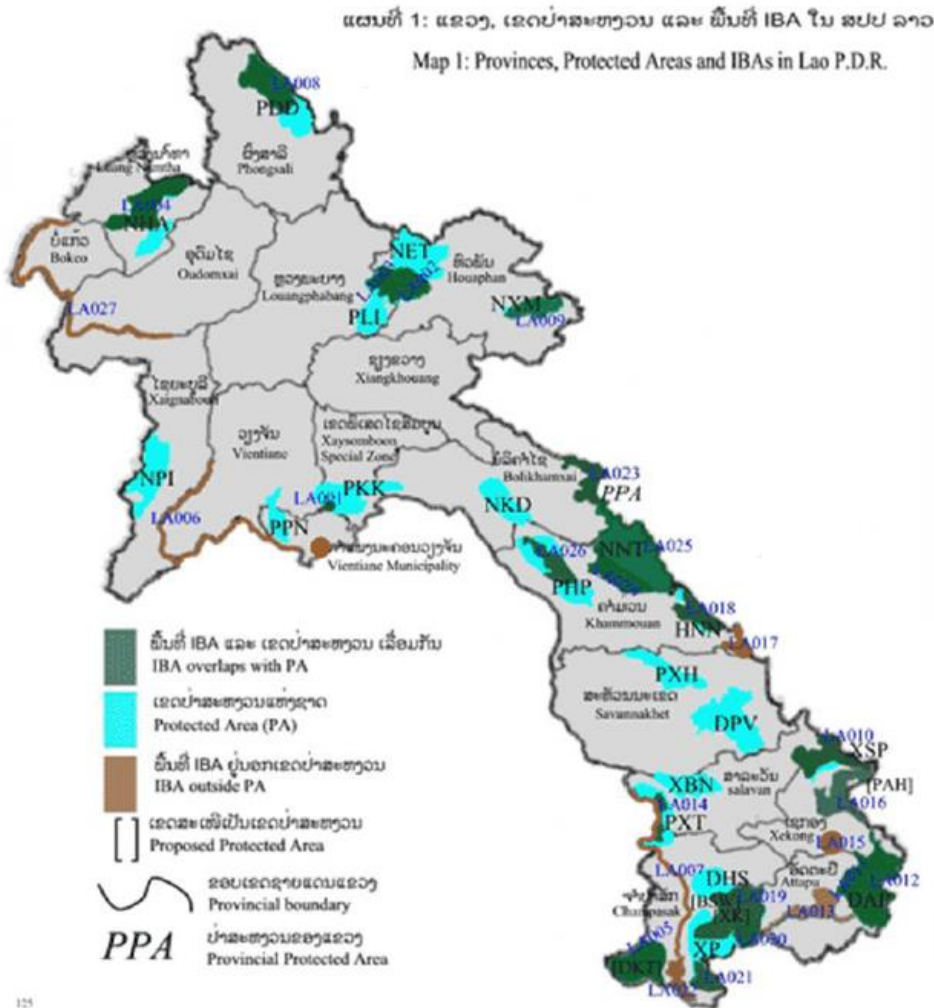 ແຜນທີ່ 1: ແຂວງ, ເຂດປ່າສະຫງວນ ແລະ ພື້ນທີ່ IBA ໃນ ສປປ ລາວ
Map 1: Provinces, Protected Areas and IBAs in Lao P.D.R.
LA008
PDD
ຜົ້ງສາລີ
Phongsali
Luang Namtha
NHA
ບໍ່ແກ້ວ
Bokeo
ອຸດົມໄຊ
Oudomxai
ຫຼວງພະບາງ
Louangphabang
NET
ຫົວພັນ
Houaphan
PLL
NXM
LA009
LA027
ຊຽງຂວາງ
Xiangkhouang
ໄຊຍະບູລີ
Xaignabouli
ວຽງຈັນ
Vientiane
ເຂດພິເສດໄຊສົມບູນ
Xaysomboon
Special Zone
ບໍລິຄຳໄຊ
Bolikhamxai
LA023
PPA
NPI
LA006
LA001
PKK
PPN
NKD
ກຳແພງນະຄອນວຽງຈັນ
Vientiane Municipality
LA026
PHP
NNT
LA025
ຄຳມວນ
Khammouan
LA018
HNN
LA017
PXH
ສະຫວັນນະເຂດ
Savannakhet
DPV
LA010
XSP
[PAH]
XBN
ສາລະວັນ
salavan
LA014
PXT
LA016
ເຊກອງ
Xekong
LA015
LA007
DHS
ອັດຕະປື
Attapu
LA012
ຈຳປາສັກ
Champasak
[BSW]
[XK]
LA019
LA013
DAP
LA005
[DKT]
XP
LA021
ພື້ນທີ່ IBA ແລະ ເຂດປ່າສະຫງວນ ເລື່ອມກັນ
IBA overlaps with PA
ເຂດປ່າສະຫງວນແຫ່ງຊາດ
Protected Area (PA)
ພື້ນທີ່ IBA ຢູ່ນອກເຂດປ່າສະຫງວນ
IBA outside PA
[ ]
ເຂດສະເໜີເປັນເຂດປ່າສະຫງວນ
Proposed Protected Area
ຂອບເຂດຊາຍແດນແຂວງ
Provincial boundary
PPA
ປ່າສະຫງວນຂອງແຂວງ
Provincial Protected Area
125